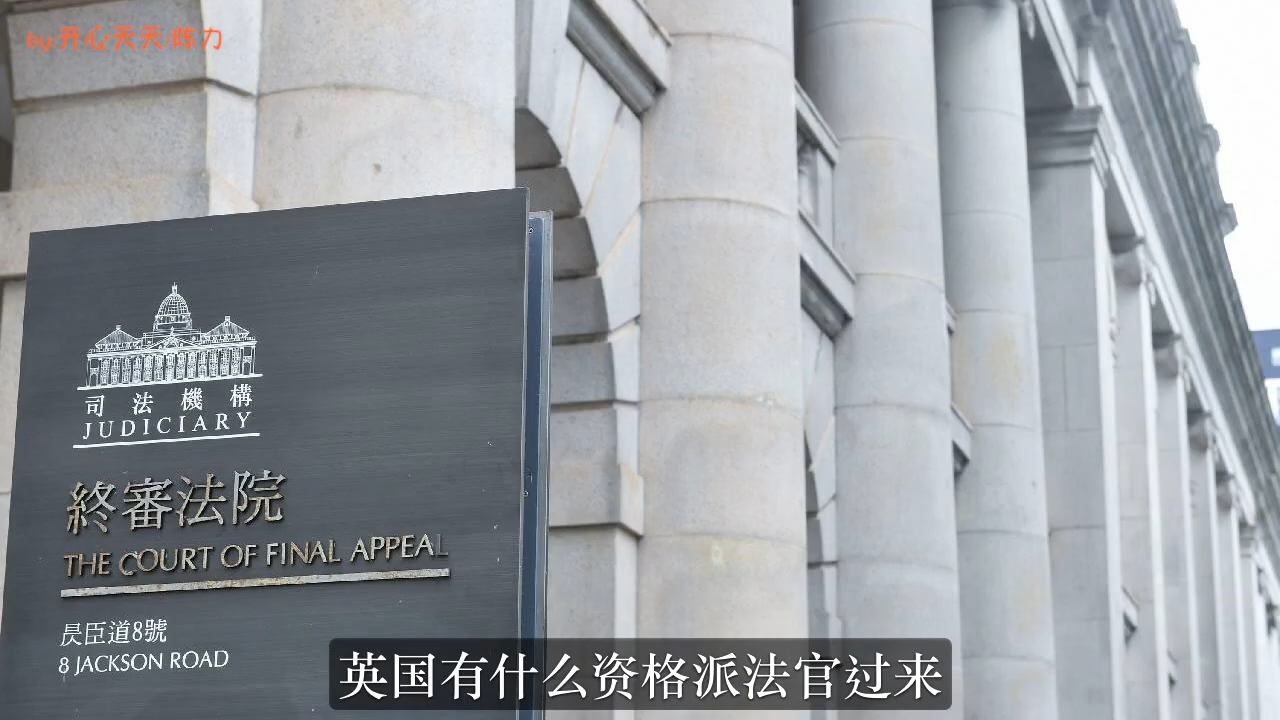 by:开心·天天·炼力
司法機構
JUDICIARY
終審法院
THE COURT OF FINAL APPEAL
昃臣道8號
8 JACKSON ROAD
英国有什么资格派法官过来